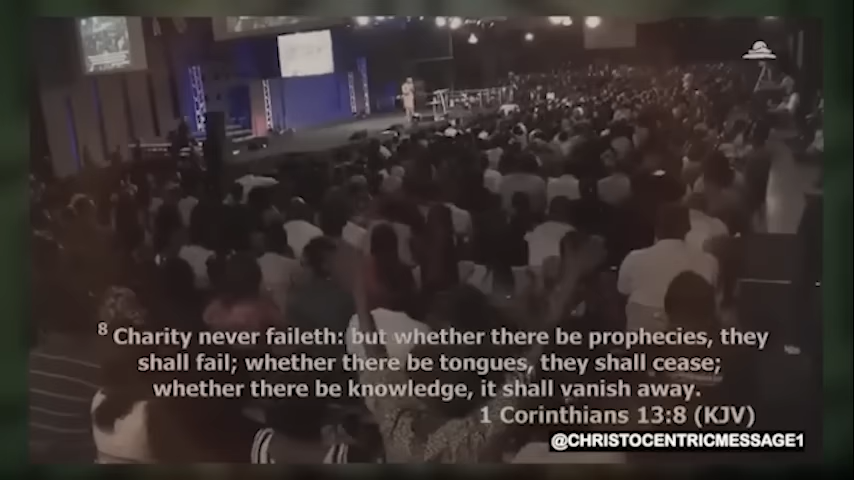 8 Charity never faileth: but whether there be prophecies, they
shall fail; whether there be tongues, they shall cease;
whether there be knowledge, it shall vanish away.
1 Corinthians 13:8 (KJV)
@CHRISTOCENTRICMESSAGE1